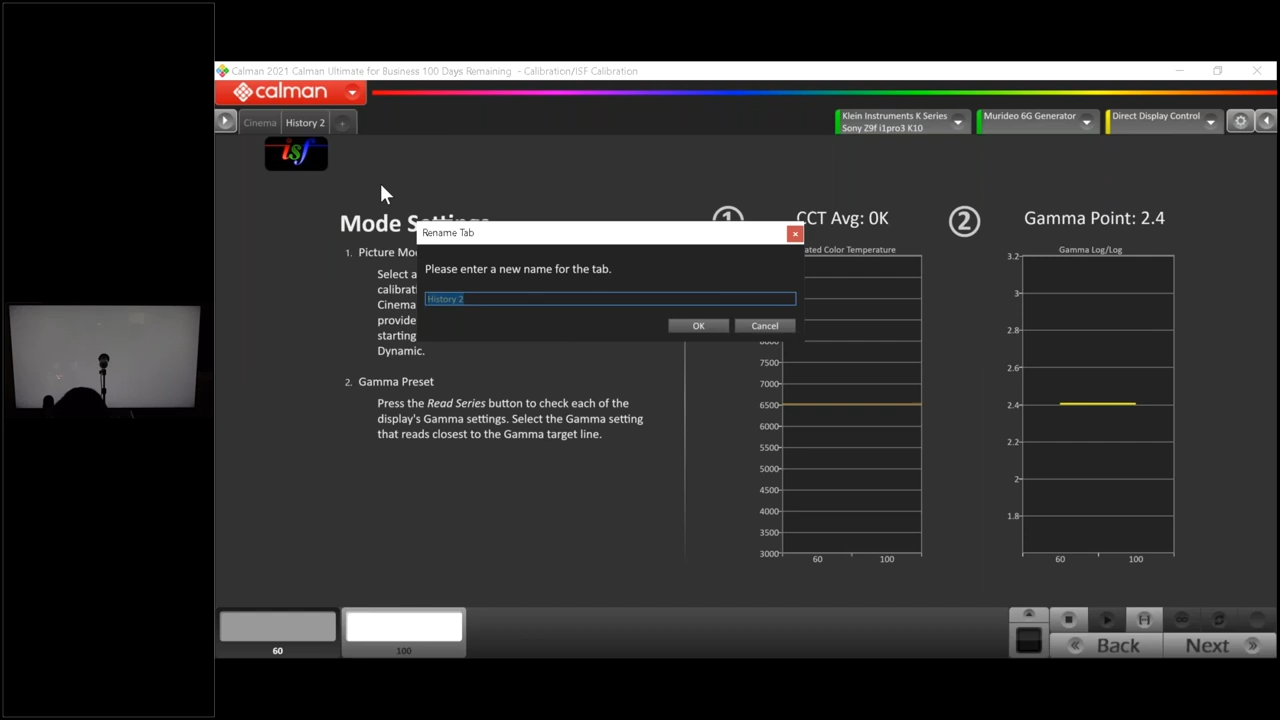 Calman 2021 Calman Ultimate for Business 100 Days Remaining - Calibration/ISF Calibration
calman
Cinema
History 2
+
Klein Instruments K Series
Sony Z9f i1pro3 K10
Murideo 6G Generator
Direct Display Control
isf
Mode Settings
1. Picture Mo
Select a
calibrat
Cinema
provide
starting
Dynamic.
2. Gamma Preset
Press the Read Series button to check each of the
display's Gamma settings. Select the Gamma setting
that reads closest to the Gamma target line.
Rename Tab
Please enter a new name for the tab.
History 2
OK
Cancel
1
CCT Avg: 0K
ated Color Temperature
8000
7500
7000
6500
6000
5500
5000
4500
4000
3500
3000
60
100
2
Gamma Point: 2.4
Gamma Log/Log
3.2
3
2.8
2.6
2.4
2.2
2
1.8
60
100
60
100
Back
Next